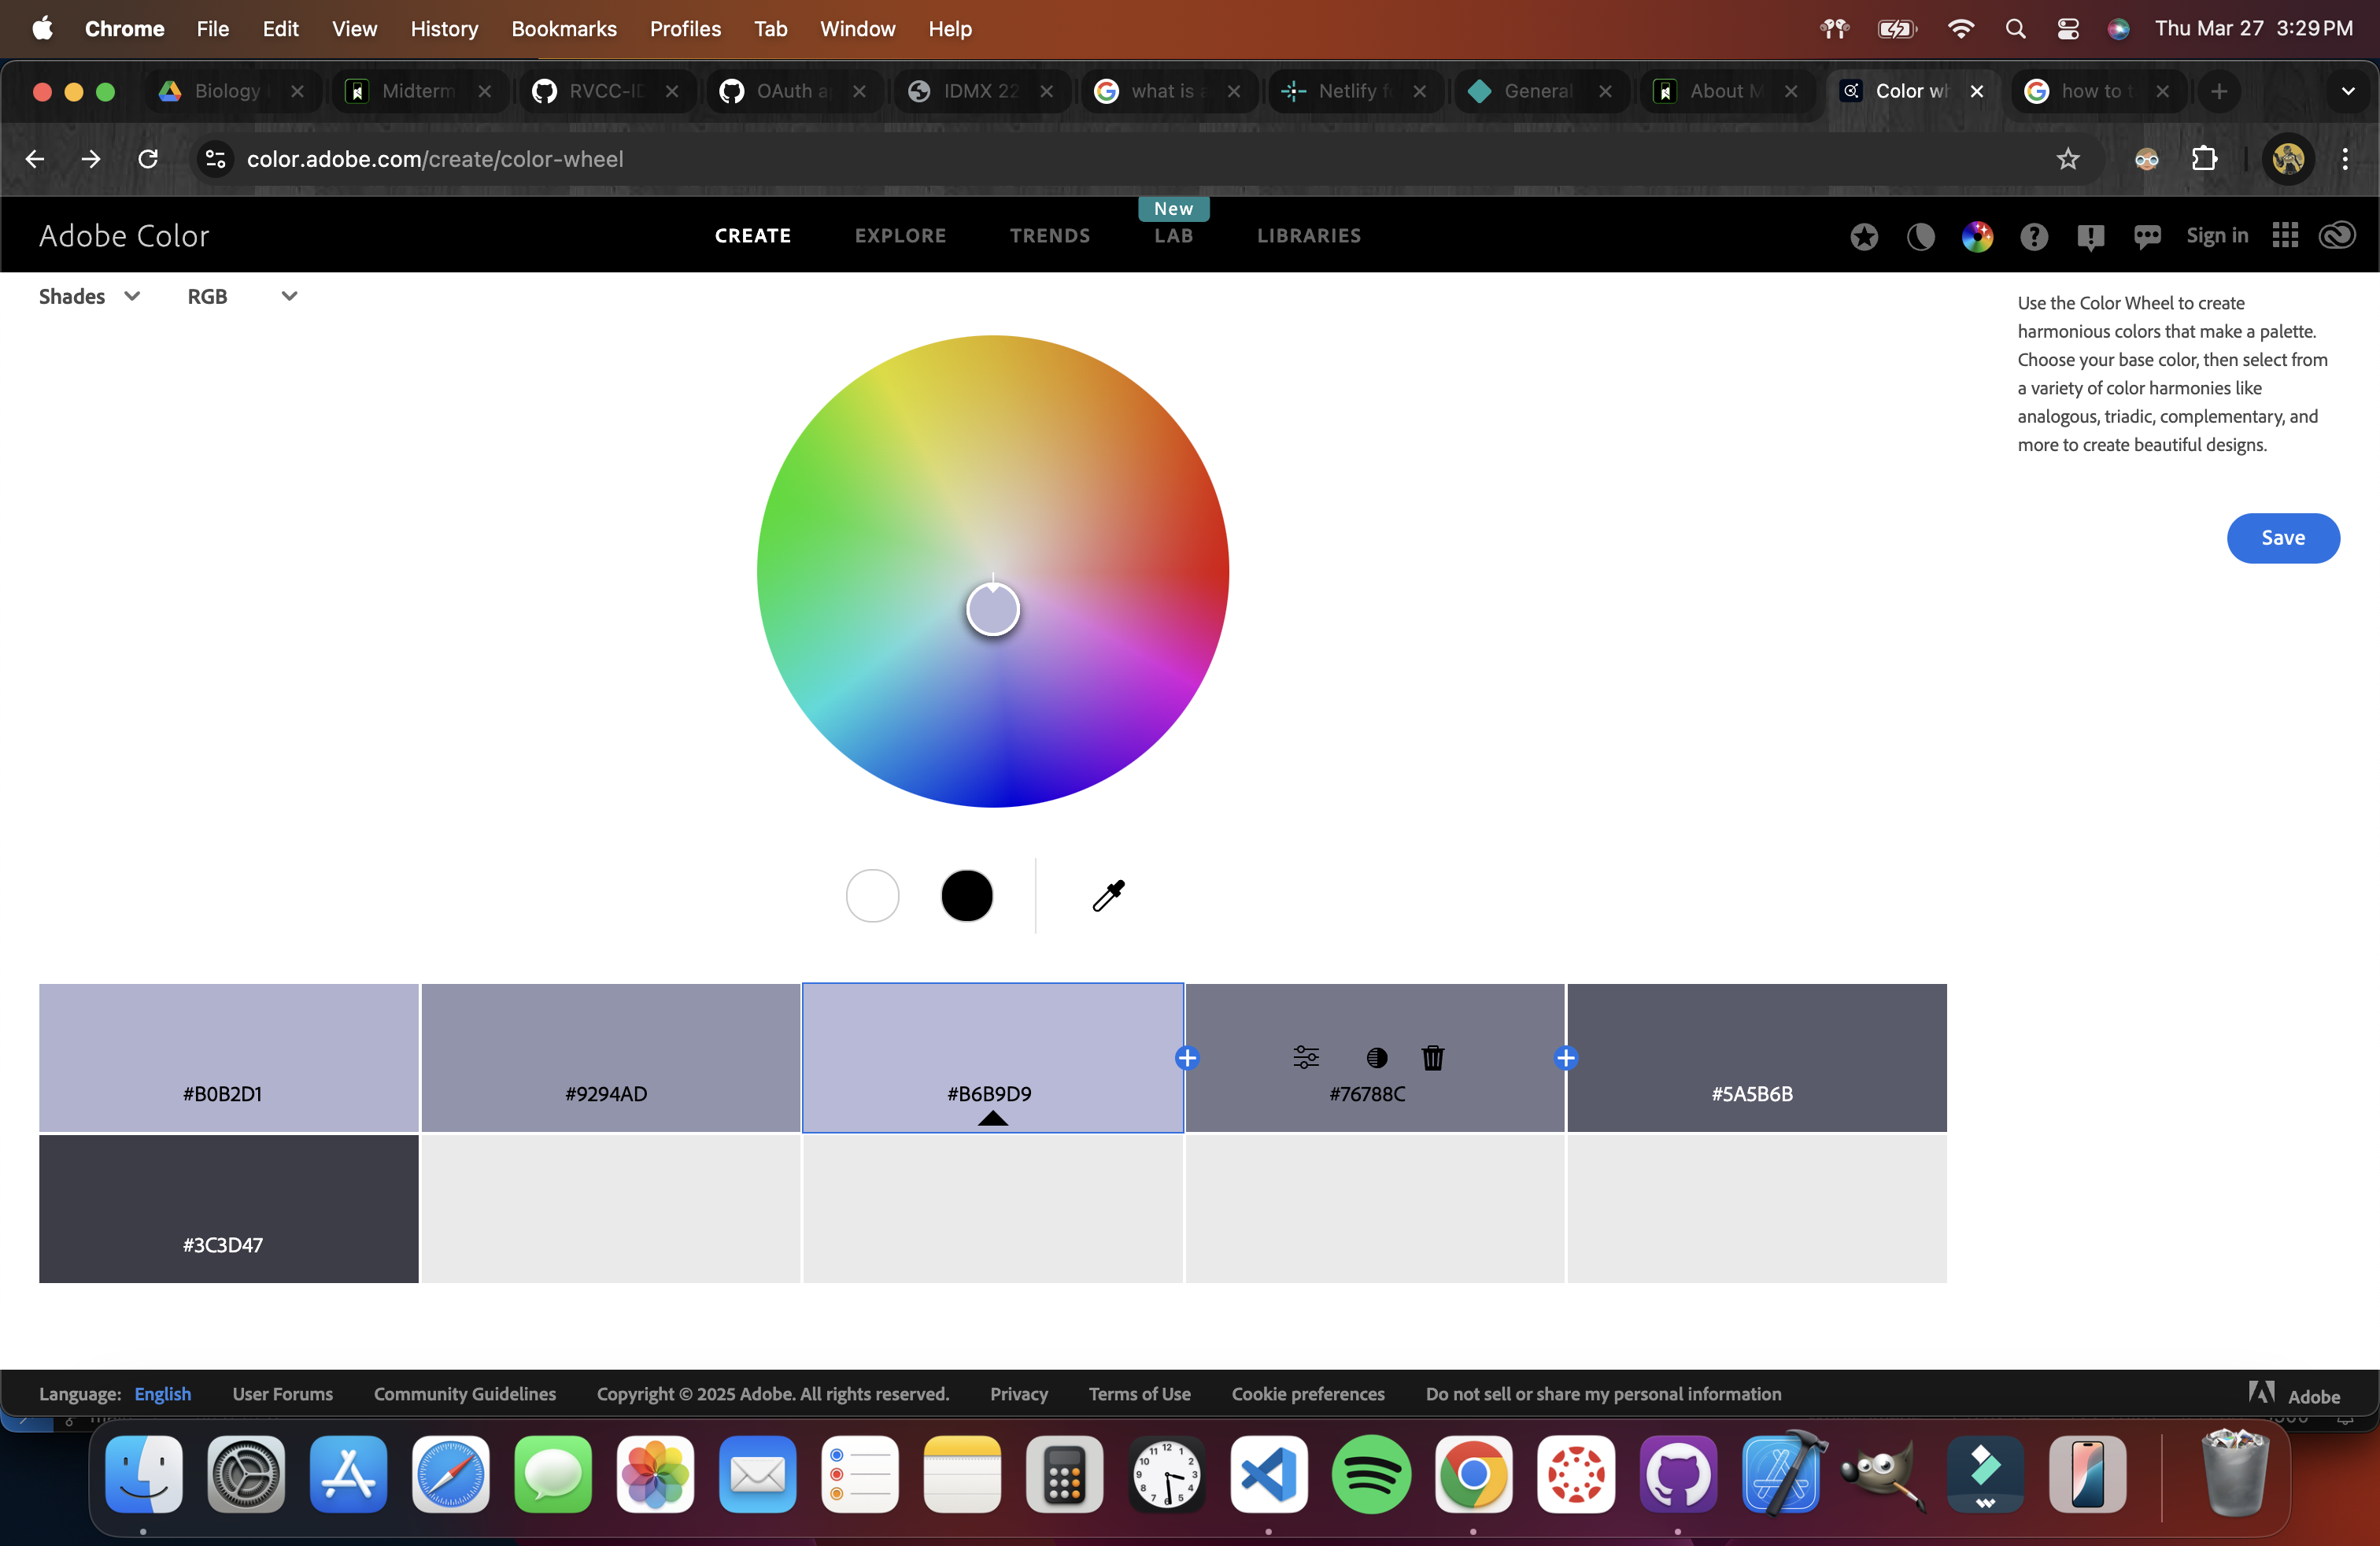 Chrome File Edit View History Bookmarks Profiles Tab Window Help Thu Mar 27 3:29 PM
Biology Midterm RVCC-ID OAuth a IDMX 22 what is a Netlify f General About M Color wh how to t
color.adobe.com/create/color-wheel
New
Adobe Color CREATE EXPLORE TRENDS LAB LIBRARIES Sign in
Shades RGB
Use the Color Wheel to create
harmonious colors that make a palette.
Choose your base color, then select from
a variety of color harmonies like
analogous, triadic, complementary, and
more to create beautiful designs.
Save
#B0B2D1 #9294AD #B6B9D9 #76788C #5A5B6B
#3C3D47
Language: English User Forums Community Guidelines Copyright © 2025 Adobe. All rights reserved. Privacy Terms of Use Cookie preferences Do not sell or share my personal information Adobe